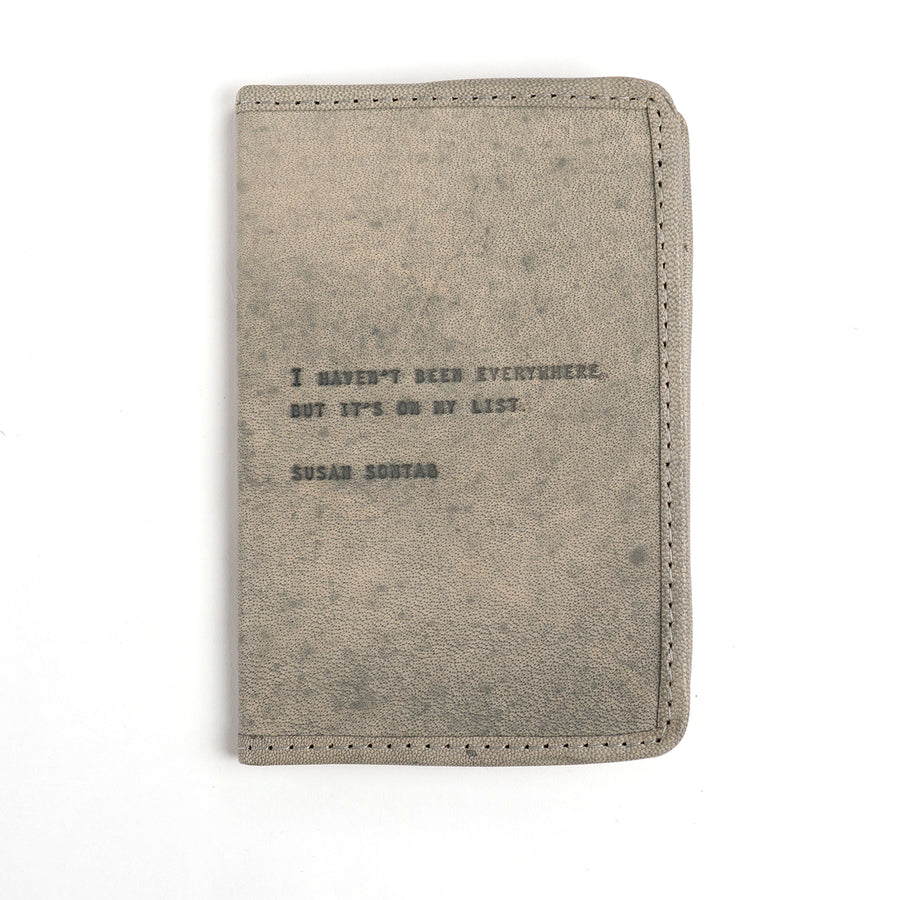 I HAVEN'T BEEN EVERYWHERE,
BUT IT'S ON MY LIST.
SUSAN SONTAG